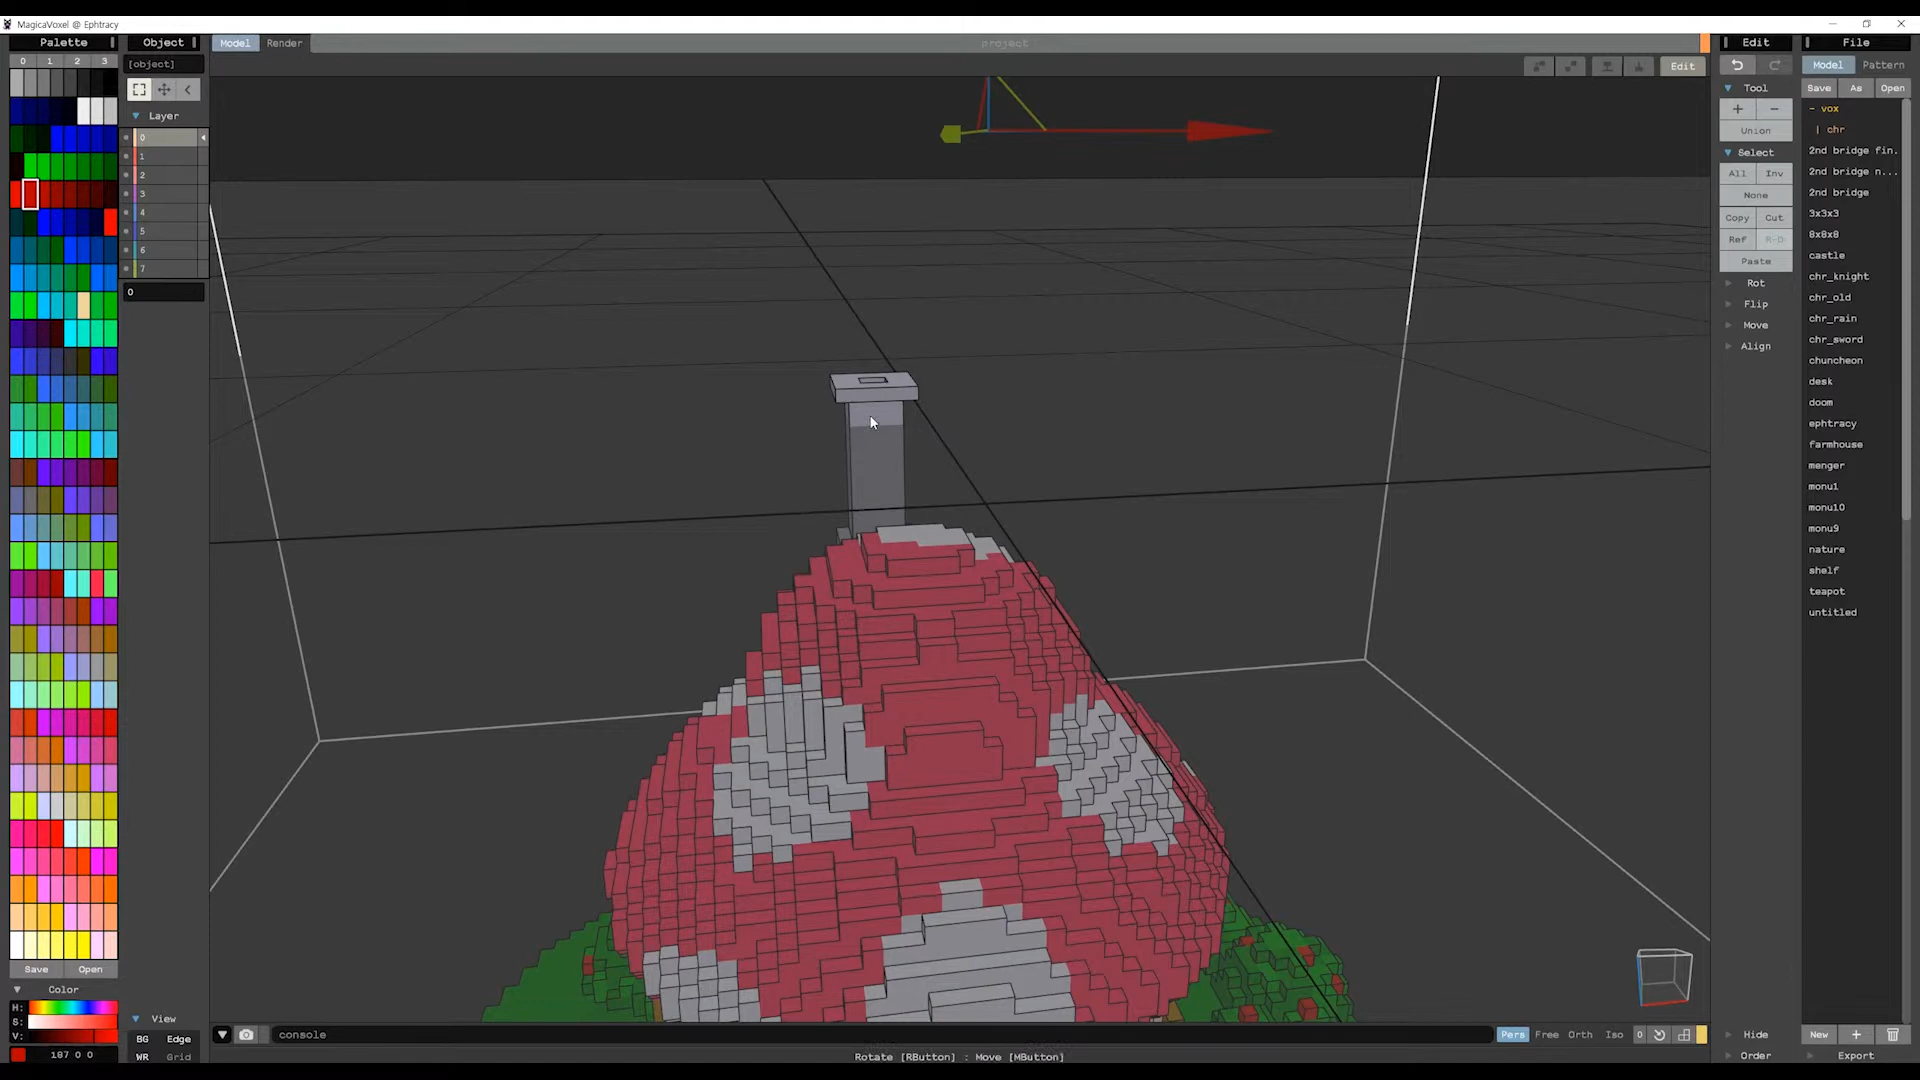 MagicaVoxel @ Ephtracy
Palette
Object
Model
Render
project
Edit
File
0 1 2 3
[object]
Edit
Model
Pattern
Tool
Save
As
Open
Layer
- vox
Union
| chr
0
1
2
3
4
5
6
7
0
Select
All
Inv
None
Copy
Cut
Ref
R-D
Paste
Rot
Flip
Move
Align
2nd bridge fin.
2nd bridge n...
2nd bridge
3x3x3
8x8x8
castle
chr_knight
chr_old
chr_rain
chr_sword
chuncheon
desk
doom
ephtracy
farmhouse
menger
monu1
monu10
monu9
nature
shelf
teapot
untitled
Save
Open
Color
H:
S:
V:
187 0 0
View
BG
Edge
WR
Grid
console
Pers
Free
Orth
Iso
0
Hide
New
+
Order
Export
Rotate [RButton] : Move [MButton]